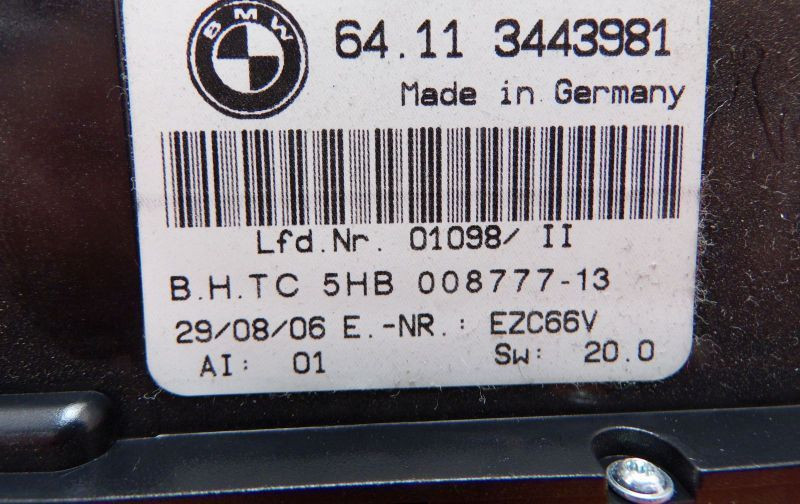 BMW
64.11 3443981
Made in Germany
Lfd.Nr. 01098/ II
B.H.TC 5HB 008777-13
29/08/06 E.-NR.: EZC66V
AI: 01 Sw: 20.0